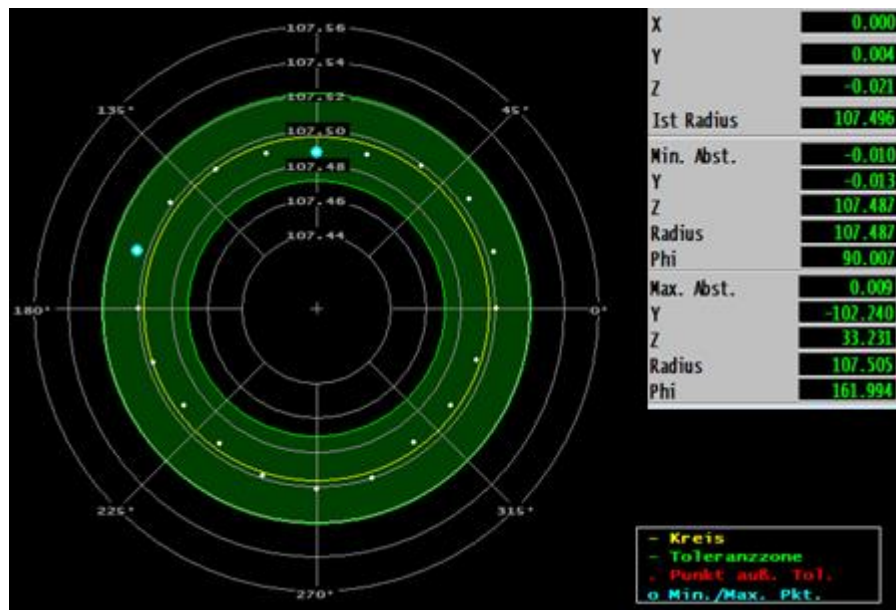 107.56
107.54
107.52
107.50
107.48
107.46
107.44
135°
45°
180°
0°
225°
315°
270°
X 0.000
Y 0.004
Z -0.021
Ist Radius 107.496
Min. Abst. -0.010
Y -0.013
Z 107.487
Radius 107.487
Phi 90.007
Max. Abst. 0.009
Y -102.240
Z 33.231
Radius 107.505
Phi 161.994
– Kreis
– Toleranzzone
. Punkt auß. Tol.
o Min./Max. Pkt.